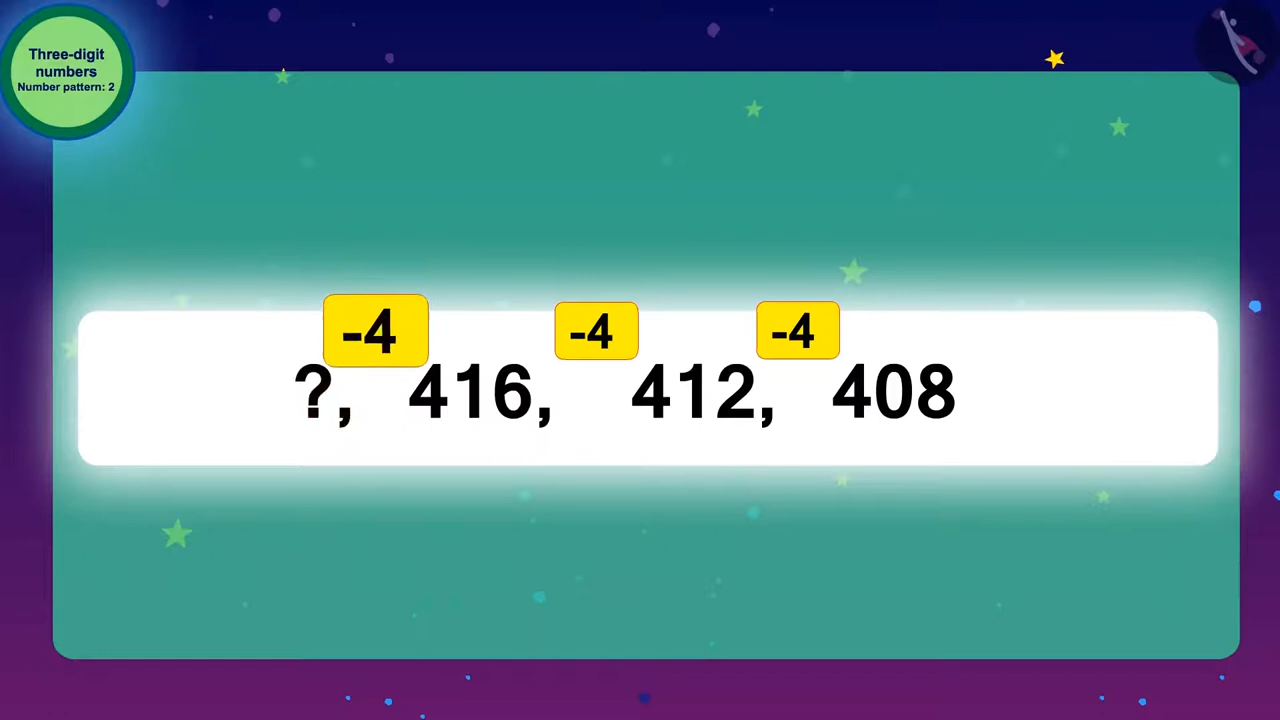 Three-digit
numbers
Number pattern: 2
-4 -4 -4
?, 416, 412, 408